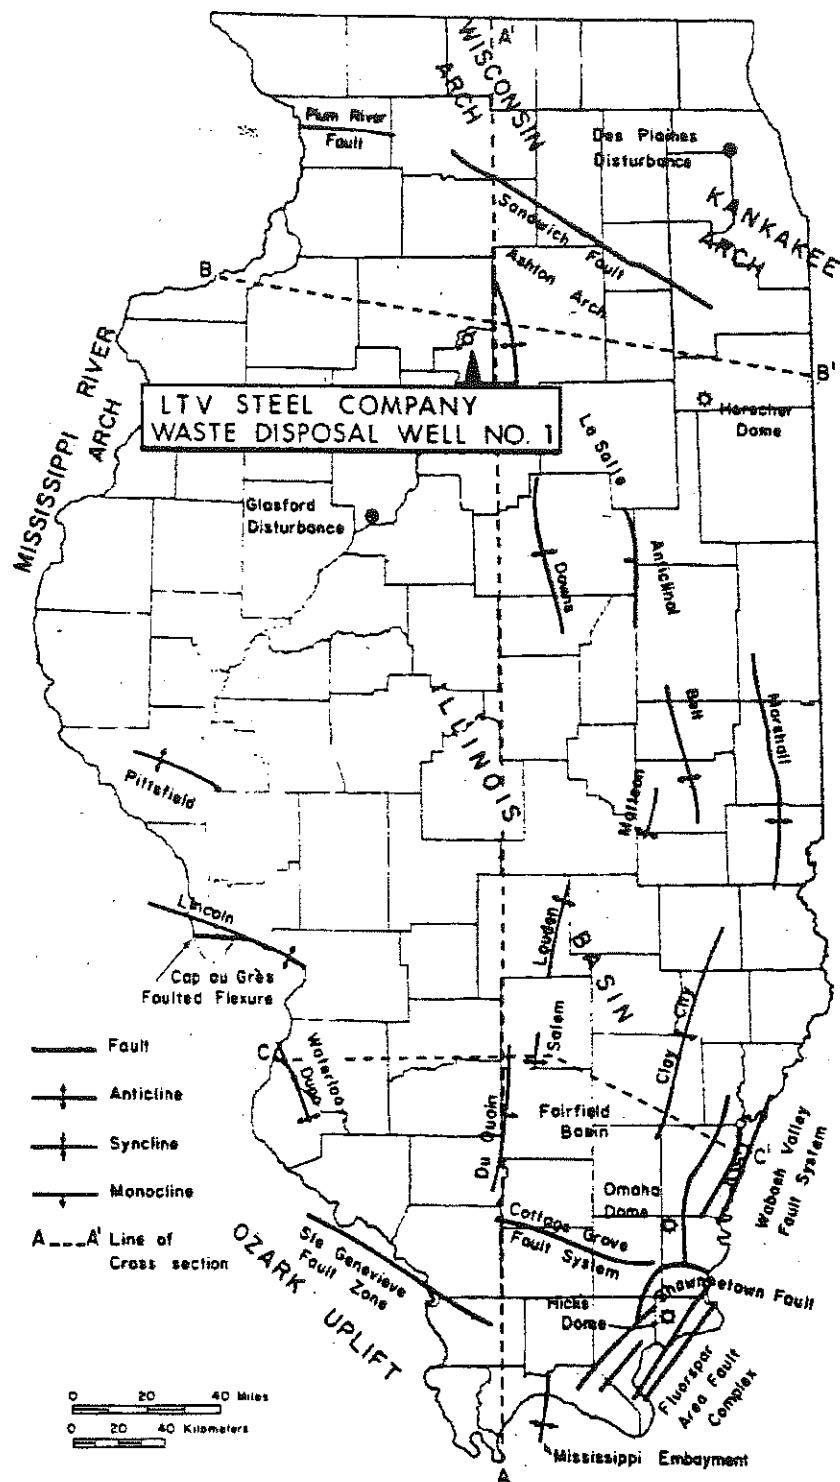 A'
WISCONSIN
ARCH
Plum River
Fault
Des Plaines
Disturbance
KANKAKEE
ARCH
Sandwich Fault
Ashton Arch
B
B'
MISSISSIPPI RIVER
ARCH
LTV STEEL COMPANY
WASTE DISPOSAL WELL NO. 1
Herscher
Dome
La Salle
Glasford
Disturbance
Downs
Anticlinal
ILLINOIS
Belt
Marshall
Pittsfield
Mattoon
Lincoln
Louden
BASIN
Cap au Grès
Faulted Flexure
Clay City
Fault
Waterloo
Dupo
C
Salem
Anticline
Fairfield
Basin
Du Quoin
C'
Syncline
Wabash Valley
Fault System
Omaha
Dome
Monocline
Cottage Grove
Fault System
A---A' Line of
Cross section
Ste Genevieve
Fault Zone
OZARK UPLIFT
Shawneetown Fault
Hicks
Dome
Fluorspar
Area Fault
Complex
0 20 40 Miles
0 20 40 Kilometers
Mississippi Embayment
A